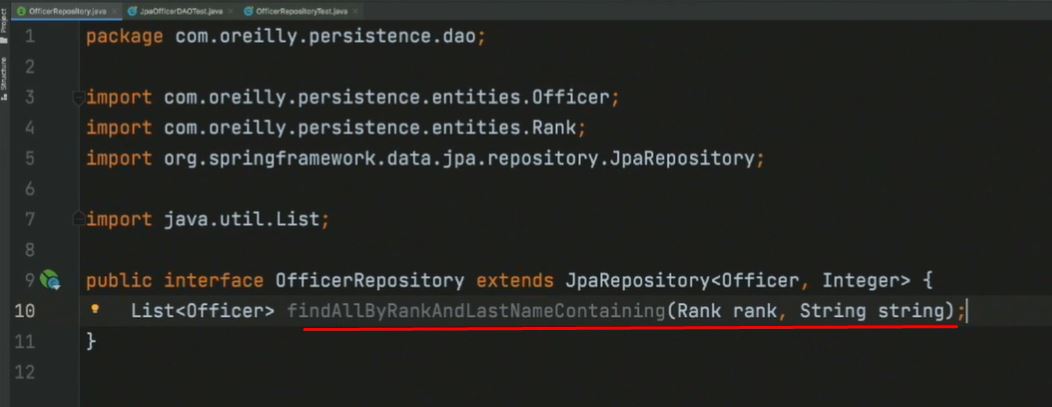 Project
OfficerRepository.java
JpaOfficerDAOTest.java
OfficerRepositoryTest.java
Structure
1 package com.oreilly.persistence.dao;
2
3 import com.oreilly.persistence.entities.Officer;
4 import com.oreilly.persistence.entities.Rank;
5 import org.springframework.data.jpa.repository.JpaRepository;
6
7 import java.util.List;
8
9 public interface OfficerRepository extends JpaRepository<Officer, Integer> {
10 List<Officer> findAllByRankAndLastNameContaining(Rank rank, String string);
11 }
12